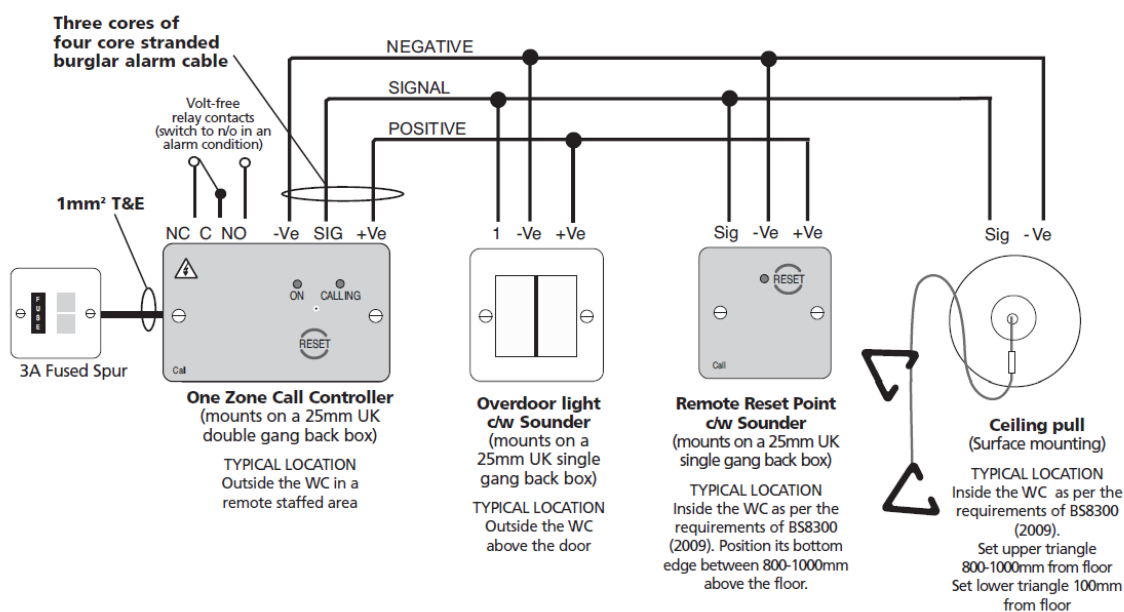 Three cores of
four core stranded
burglar alarm cable
NEGATIVE
SIGNAL
POSITIVE
Volt-free
relay contacts
(switch to n/o in an
alarm condition)
1mm² T&E
NC C NO -Ve SIG +Ve
1 -Ve +Ve
Sig -Ve +Ve
Sig - Ve
FUSE
3A Fused Spur
ON CALLING
RESET
Call
One Zone Call Controller
(mounts on a 25mm UK
double gang back box)
TYPICAL LOCATION
Outside the WC in a
remote staffed area
Overdoor light
c/w Sounder
(mounts on a
25mm UK single
gang back box)
TYPICAL LOCATION
Outside the WC
above the door
RESET
Call
Remote Reset Point
c/w Sounder
(mounts on a 25mm UK
single gang back box)
TYPICAL LOCATION
Inside the WC as per the
requirements of BS8300
(2009). Position its bottom
edge between 800-1000mm
above the floor.
Ceiling pull
(Surface mounting)
TYPICAL LOCATION
Inside the WC as per the
requirements of BS8300
(2009).
Set upper triangle
800-1000mm from floor
Set lower triangle 100mm
from floor